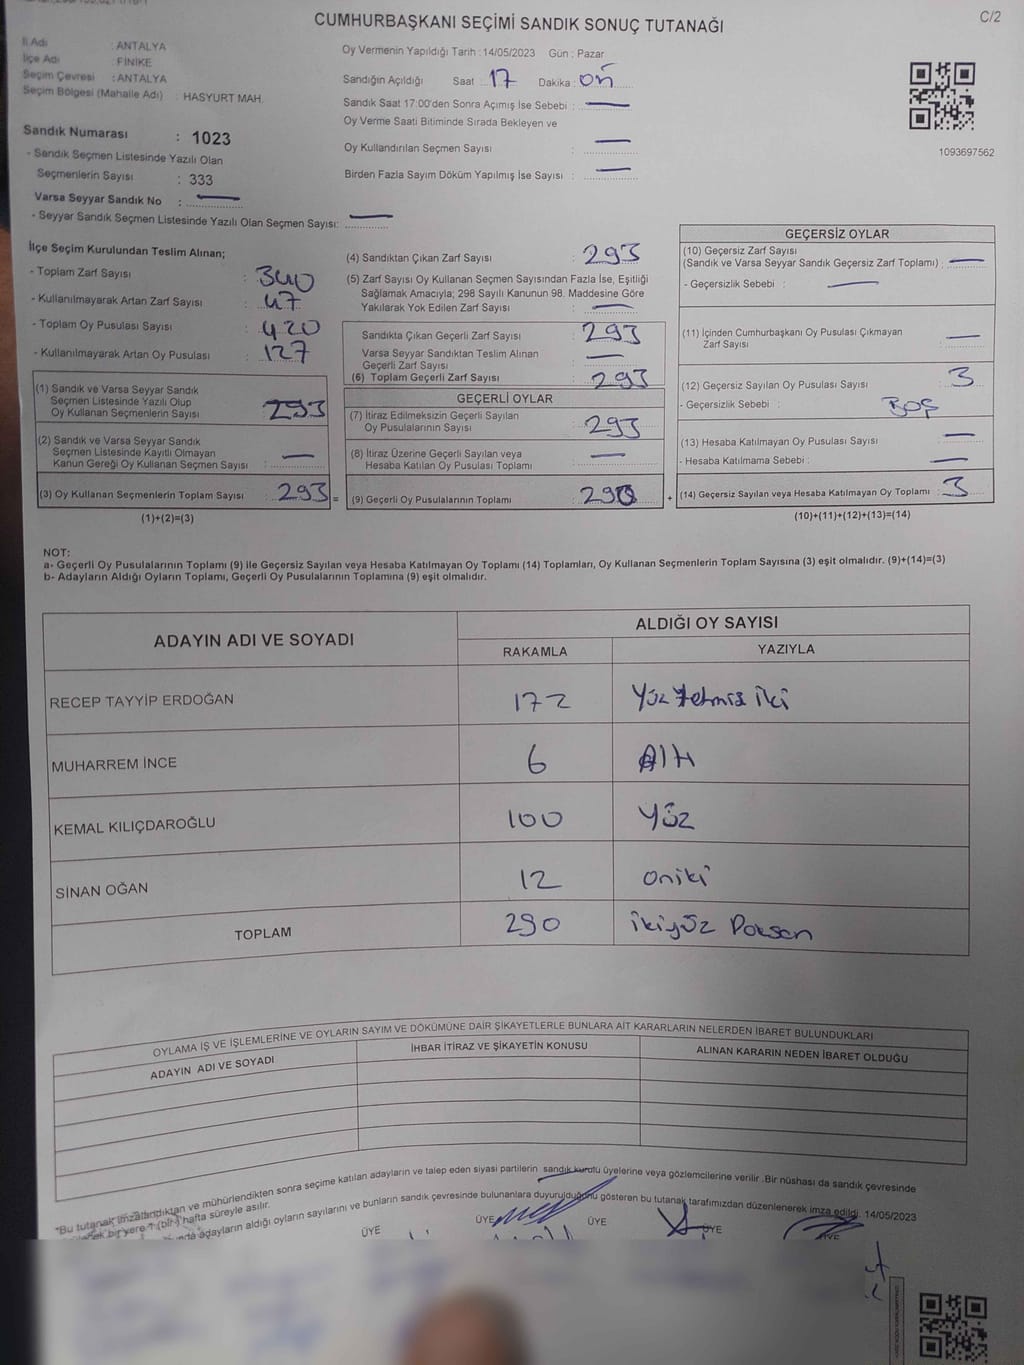 CUMHURBAŞKANI SEÇİMİ SANDIK SONUÇ TUTANAĞI
C/2
İl Adı : ANTALYA
İlçe Adı : FİNİKE
Seçim Çevresi : ANTALYA
Seçim Bölgesi (Mahalle Adı) : HASYURT MAH.
Sandık Numarası : 1023
- Sandık Seçmen Listesinde Yazılı Olan
Seçmenlerin Sayısı : 333
Varsa Seyyar Sandık No : —
- Seyyar Sandık Seçmen Listesinde Yazılı Olan Seçmen Sayısı: —
Oy Vermenin Yapıldığı Tarih : 14/05/2023 Gün : Pazar
Sandığın Açıldığı Saat : 17 Dakika : on
Sandık Saat 17:00'den Sonra Açımış İse Sebebi : —
Oy Verme Saati Bitiminde Sırada Bekleyen ve
Oy Kullandırılan Seçmen Sayısı : —
Birden Fazla Sayım Döküm Yapılmış İse Sayısı : —
1093697562
İlçe Seçim Kurulundan Teslim Alınan;
- Toplam Zarf Sayısı : 340
- Kullanılmayarak Artan Zarf Sayısı : 47
- Toplam Oy Pusulası Sayısı : 420
- Kullanılmayarak Artan Oy Pusulası : 127
(1) Sandık ve Varsa Seyyar Sandık
Seçmen Listesinde Yazılı Olup
Oy Kullanan Seçmenlerin Sayısı : 293
(2) Sandık ve Varsa Seyyar Sandık
Seçmen Listesinde Kayıtlı Olmayan
Kanun Gereği Oy Kullanan Seçmen Sayısı : —
(3) Oy Kullanan Seçmenlerin Toplam Sayısı : 293 =
(1)+(2)=(3)
(4) Sandıktan Çıkan Zarf Sayısı : 293
(5) Zarf Sayısı Oy Kullanan Seçmen Sayısından Fazla İse, Eşitliği
Sağlamak Amacıyla; 298 Sayılı Kanunun 98. Maddesine Göre
Yakılarak Yok Edilen Zarf Sayısı : —
Sandıkta Çıkan Geçerli Zarf Sayısı : 293
Varsa Seyyar Sandıktan Teslim Alınan
Geçerli Zarf Sayısı : —
(6) Toplam Geçerli Zarf Sayısı : 293
GEÇERLİ OYLAR
(7) İtiraz Edilmeksizin Geçerli Sayılan
Oy Pusulalarının Sayısı : 293
(8) İtiraz Üzerine Geçerli Sayılan veya
Hesaba Katılan Oy Pusulası Toplamı : —
(9) Geçerli Oy Pusulalarının Toplamı : 290 +
GEÇERSİZ OYLAR
(10) Geçersiz Zarf Sayısı
(Sandık ve Varsa Seyyar Sandık Geçersiz Zarf Toplamı) : —
- Geçersizlik Sebebi : —
(11) İçinden Cumhurbaşkanı Oy Pusulası Çıkmayan
Zarf Sayısı : —
(12) Geçersiz Sayılan Oy Pusulası Sayısı : 3
- Geçersizlik Sebebi : BOŞ
(13) Hesaba Katılmayan Oy Pusulası Sayısı : —
- Hesaba Katılmama Sebebi : —
(14) Geçersiz Sayılan veya Hesaba Katılmayan Oy Toplamı : 3
(10)+(11)+(12)+(13)=(14)
NOT:
a- Geçerli Oy Pusulalarının Toplamı (9) ile Geçersiz Sayılan veya Hesaba Katılmayan Oy Toplamı (14) Toplamları, Oy Kullanan Seçmenlerin Toplam Sayısına (3) eşit olmalıdır. (9)+(14)=(3)
b- Adayların Aldığı Oyların Toplamı, Geçerli Oy Pusulalarının Toplamına (9) eşit olmalıdır.
ADAYIN ADI VE SOYADI ALDIĞI OY SAYISI
RAKAMLA YAZIYLA
RECEP TAYYİP ERDOĞAN 172 Yüz Yetmiş iki
MUHARREM İNCE 6 Altı
KEMAL KILIÇDAROĞLU 100 Yüz
SİNAN OĞAN 12 oniki
TOPLAM 290 ikiyüz Doksan
OYLAMA İŞ VE İŞLEMLERİNE VE OYLARIN SAYIM VE DÖKÜMÜNE DAİR ŞİKAYETLERLE BUNLARA AİT KARARLARIN NELERDEN İBARET BULUNDUKLARI
ADAYIN ADI VE SOYADI İHBAR İTİRAZ VE ŞİKAYETİN KONUSU ALINAN KARARIN NEDEN İBARET OLDUĞU
"Bu tutanak imzalandıktan ve mühürlendikten sonra seçime katılan adayların ve talep eden siyasi partilerin sandık kurulu üyelerine veya gözlemcilerine verilir .Bir nüshası da sandık çevresinde
bir yere 1 (bir) hafta süreyle asılır.
adayların aldığı oyların sayılarını ve bunların sandık çevresinde bulunanlara duyurulduğunu gösteren bu tutanak tarafımızdan düzenlenerek imza edildi. 14/05/2023
ÜYE ÜYE ÜYE ÜYE ÜYE